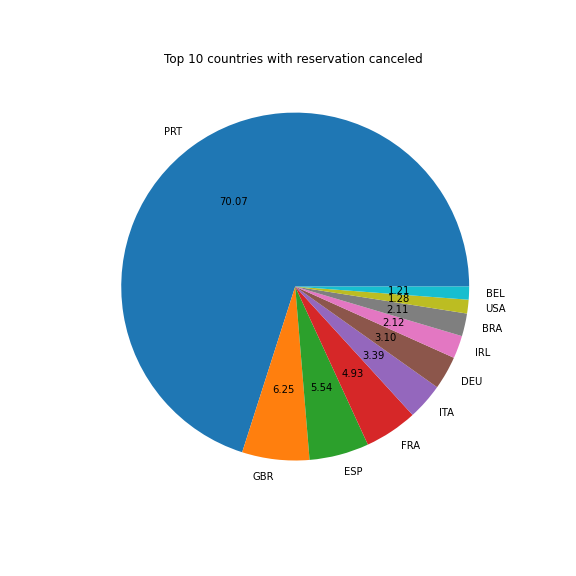 Top 10 countries with reservation canceled
PRT
70.07
GBR
6.25
ESP
5.54
FRA
4.93
ITA
3.39
DEU
3.10
IRL
2.12
BRA
2.11
USA
1.28
BEL
1.21